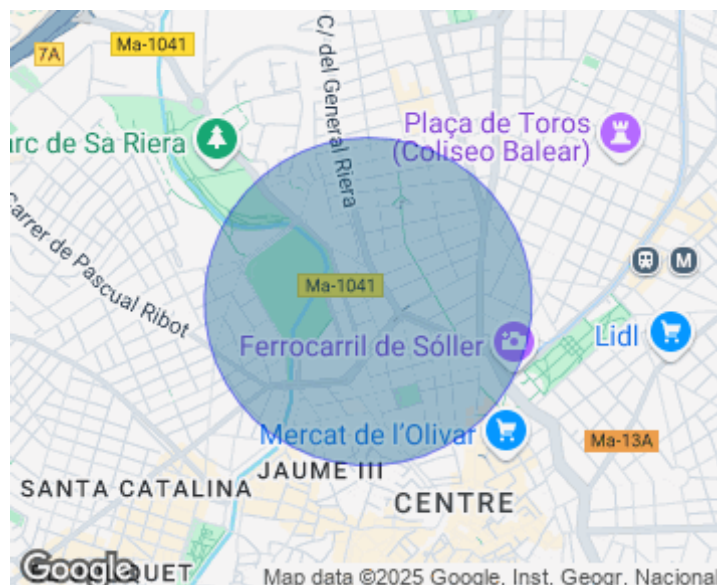 Ma-1041
7A
C/ del General Riera
arc de Sa Riera
Plaça de Toros
(Coliseo Balear)
Carrer de Pascual Ribot
Ma-1041
M
Ferrocarril de Sóller
Lidl
Mercat de l'Olivar
Ma-13A
JAUME III
SANTA CATALINA
CENTRE
Google
QUET
Map data ©2025 Google, Inst. Geogr. Nacional